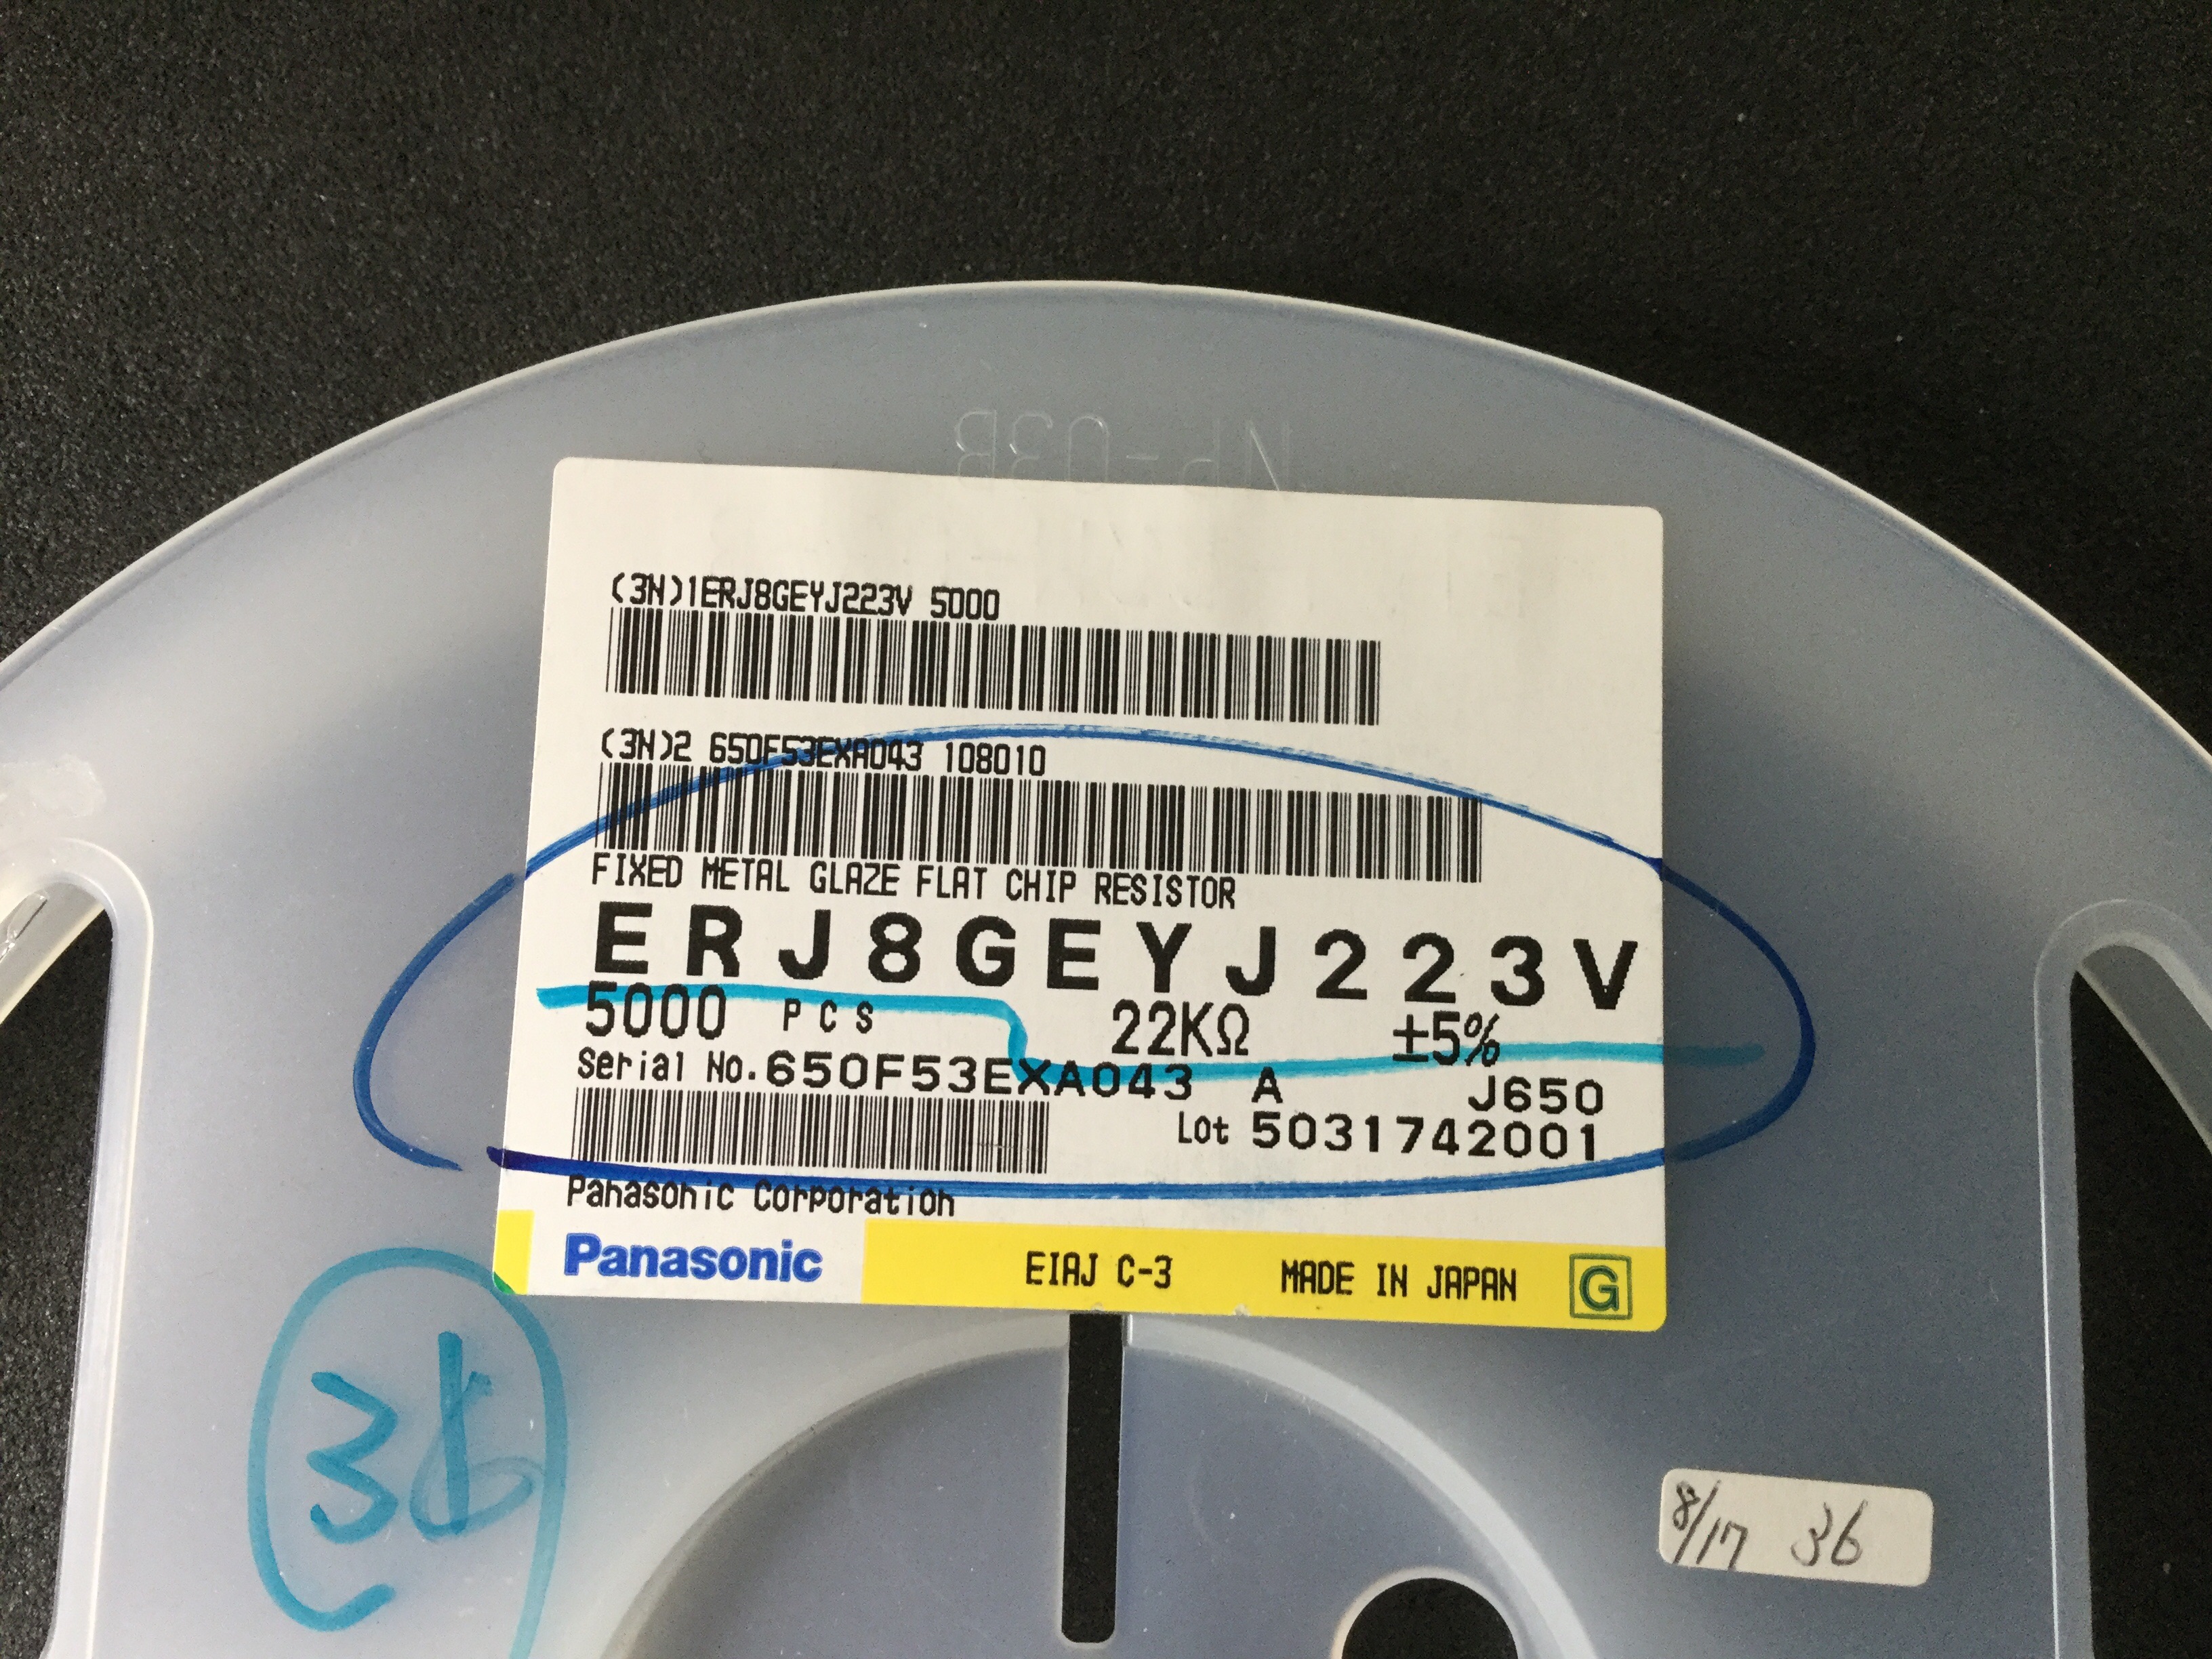 (3N)1ERJ8GEYJ223V 5000
(3N)2 650F53EXA043 108010
FIXED METAL GLAZE FLAT CHIP RESISTOR
ERJ8GEYJ223V
5000 PCS 22KΩ ±5%
Serial No.650F53EXA043 A J650
Lot 5031742001
Panasonic Corporation
Panasonic EIAJ C-3 MADE IN JAPAN G
36
8/17 36